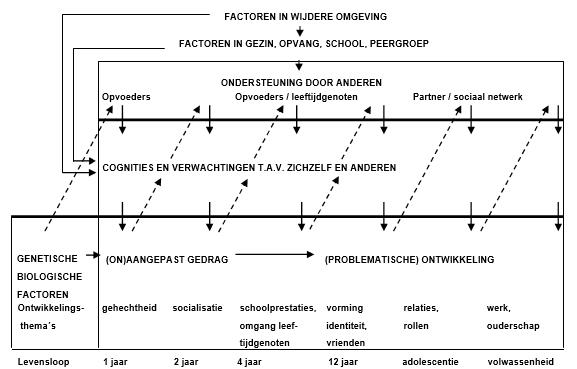 FACTOREN IN WIJDERE OMGEVING
FACTOREN IN GEZIN, OPVANG, SCHOOL, PEERGROEP
ONDERSTEUNING DOOR ANDEREN
Opvoeders Opvoeders / leeftijdgenoten Partner / sociaal netwerk
COGNITIES EN VERWACHTINGEN T.A.V. ZICHZELF EN ANDEREN
GENETISCHE (ON)AANGEPAST GEDRAG (PROBLEMATISCHE) ONTWIKKELING
BIOLOGISCHE
FACTOREN
Ontwikkelings- gehechtheid socialisatie schoolprestaties, vorming relaties, werk,
thema´s omgang leef- identiteit, rollen ouderschap
tijdgenoten vrienden
Levensloop 1 jaar 2 jaar 4 jaar 12 jaar adolescentie volwassenheid